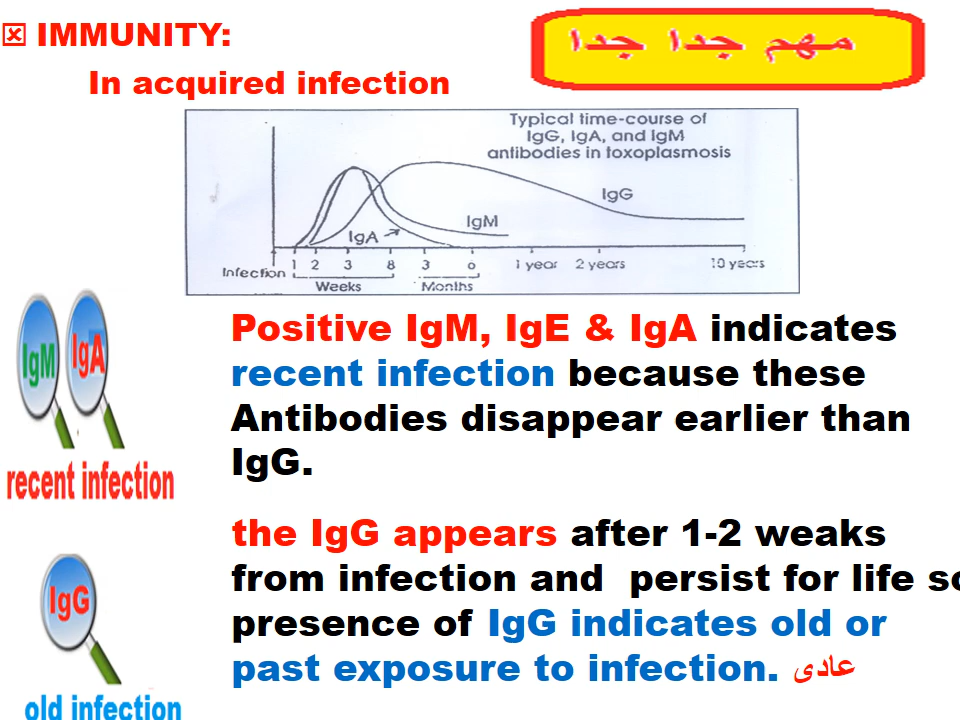 IMMUNITY:
مهم جدا جدا
In acquired infection
Typical time-course of
IgG, IgA, and IgM
antibodies in toxoplasmosis
IgG
IgM
IgA
Infection 1 2 3 8 3 6 1 year 2 years 10 years
Weeks Months
IgM IgA
recent infection
Positive IgM, IgE & IgA indicates
recent infection because these
Antibodies disappear earlier than
IgG.
the IgG appears after 1-2 weaks
from infection and persist for life so
presence of IgG indicates old or
past exposure to infection. عادى
IgG
old infection